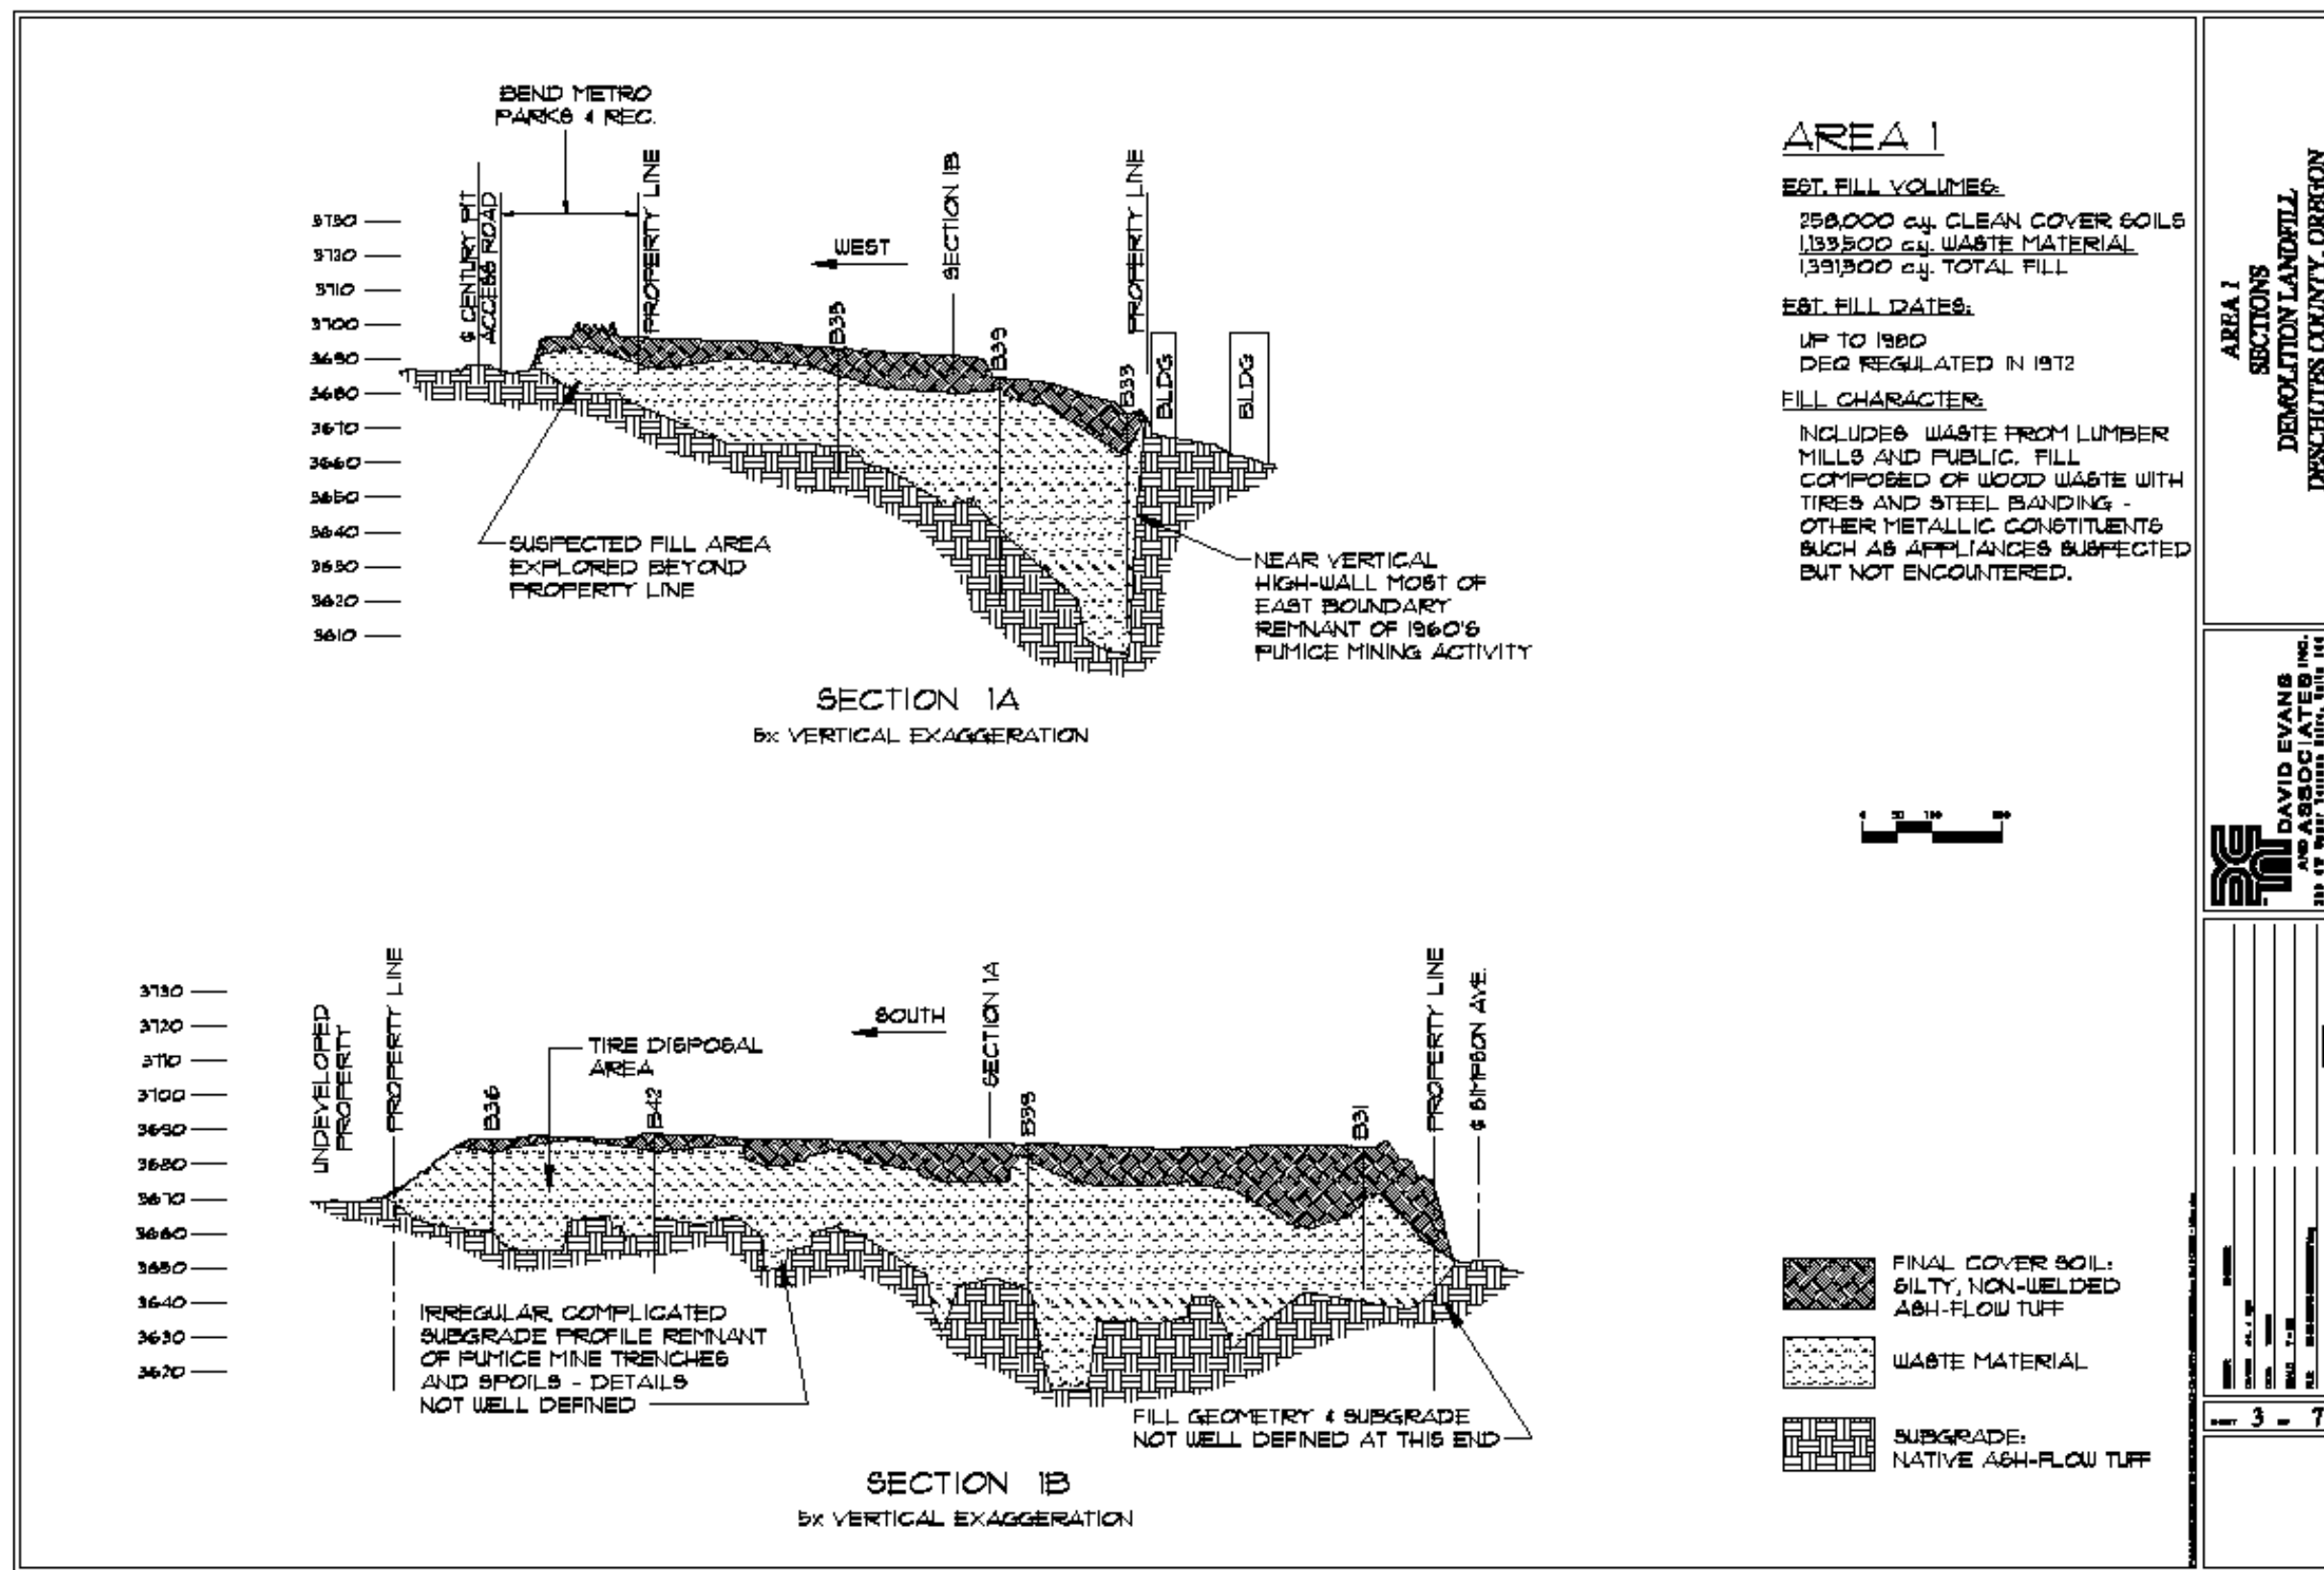 BEND METRO
PARKS & REC.
℄ CENTURY PIT
ACCESS ROAD
PROPERTY LINE
WEST
SECTION 1B
PROPERTY LINE
3730
3720
3710
3700
3690
3680
3670
3660
3650
3640
3630
3620
3610
B39
B33
BLDG
BLDG
SUSPECTED FILL AREA
EXPLORED BEYOND
PROPERTY LINE
NEAR VERTICAL
HIGH-WALL MOST OF
EAST BOUNDARY
REMNANT OF 1960'S
PUMICE MINING ACTIVITY
SECTION 1A
5x VERTICAL EXAGGERATION
AREA 1
EST. FILL VOLUMES:
258,000 c.y. CLEAN COVER SOILS
1,133,500 c.y. WASTE MATERIAL
1,391,500 c.y. TOTAL FILL
EST. FILL DATES:
UP TO 1980
DEQ REGULATED IN 1972
FILL CHARACTER:
INCLUDES WASTE FROM LUMBER
MILLS AND PUBLIC. FILL
COMPOSED OF WOOD WASTE WITH
TIRES AND STEEL BANDING -
OTHER METALLIC CONSTITUENTS
SUCH AS APPLIANCES SUSPECTED
BUT NOT ENCOUNTERED.
0 50 100 200
3730
3720
3710
3700
3690
3680
3670
3660
3650
3640
3630
3620
UNDEVELOPED
PROPERTY
PROPERTY LINE
B36
TIRE DISPOSAL
AREA
B42
SOUTH
SECTION 1A
B39
B31
PROPERTY LINE
℄ SIMPSON AVE.
IRREGULAR, COMPLICATED
SUBGRADE PROFILE REMNANT
OF PUMICE MINE TRENCHES
AND SPOILS - DETAILS
NOT WELL DEFINED
FILL GEOMETRY & SUBGRADE
NOT WELL DEFINED AT THIS END
SECTION 1B
5x VERTICAL EXAGGERATION
FINAL COVER SOIL:
SILTY, NON-WELDED
ASH-FLOW TUFF
WASTE MATERIAL
SUBGRADE:
NATIVE ASH-FLOW TUFF
AREA 1
SECTIONS
DEMOLITION LANDFILL
DESCHUTES COUNTY, OREGON
DAVID EVANS
AND ASSOCIATES INC.
SHEET 3 OF 7